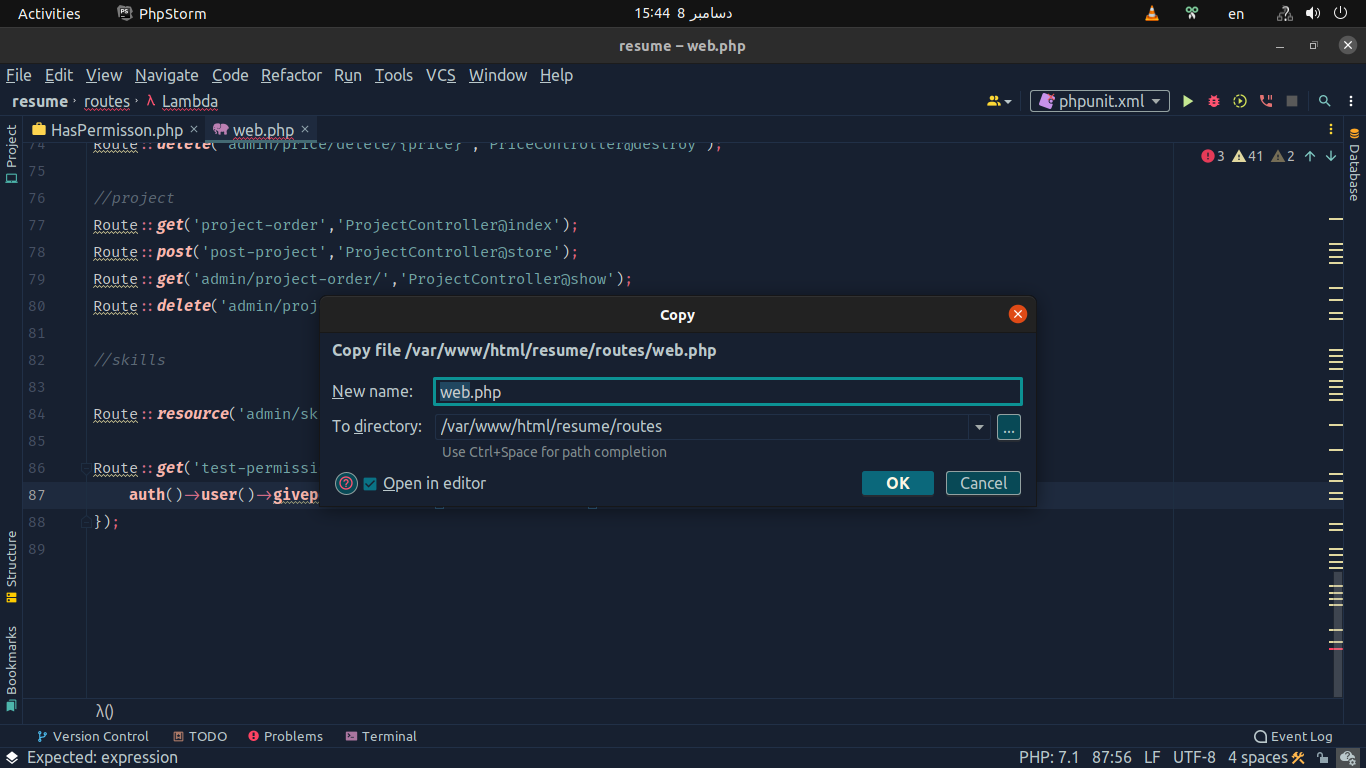 Activities PhpStorm 15:44 8 دسامبر en
resume – web.php
File Edit View Navigate Code Refactor Run Tools VCS Window Help
resume routes λ Lambda phpunit.xml
Project HasPermisson.php web.php Database
74 Route::delete('admin/price/delete/{price}','PriceController@destroy');
3 41 2
75
76 //project
77 Route::get('project-order','ProjectController@index');
78 Route::post('post-project','ProjectController@store');
79 Route::get('admin/project-order/','ProjectController@show');
80 Route::delete('admin/proj
81
82 //skills
83
84 Route::resource('admin/sk
85
86 Route::get('test-permissi
87 auth()->user()->givep
88 });
89
Copy
Copy file /var/www/html/resume/routes/web.php
New name: web.php
To directory: /var/www/html/resume/routes ...
Use Ctrl+Space for path completion
? Open in editor OK Cancel
Structure
Bookmarks
λ()
Version Control TODO Problems Terminal Event Log
Expected: expression PHP: 7.1 87:56 LF UTF-8 4 spaces